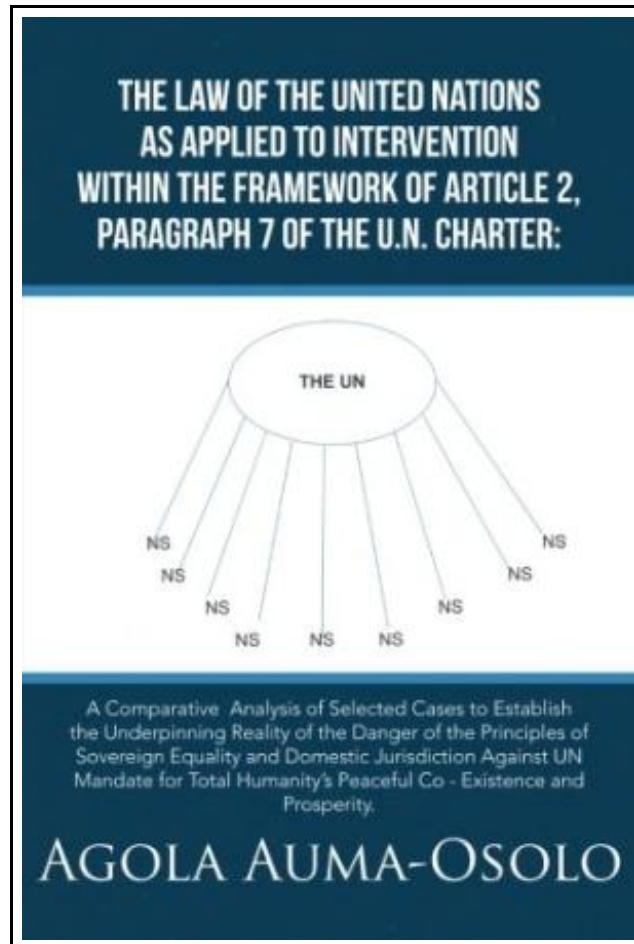 THE LAW OF THE UNITED NATIONS
AS APPLIED TO INTERVENTION
WITHIN THE FRAMEWORK OF ARTICLE 2,
PARAGRAPH 7 OF THE U.N. CHARTER:
THE UN
NS
NS
NS
NS
NS
NS
NS
NS
NS
A Comparative Analysis of Selected Cases to Establish
the Underpinning Reality of the Danger of the Principles of
Sovereign Equality and Domestic Jurisdiction Against UN
Mandate for Total Humanity's Peaceful Co - Existence and
Prosperity.
AGOLA AUMA-OSOLO